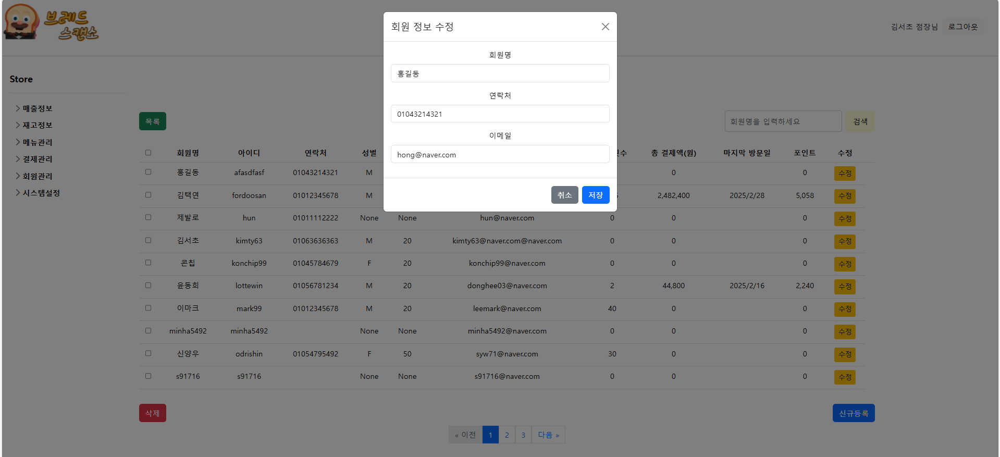 브레드
스캔소
김서초 점장님 로그아웃
회원 정보 수정
회원명
홍길동
연락처
01043214321
이메일
hong@naver.com
취소 저장
Store
매출정보
재고정보
메뉴관리
결제관리
회원관리
시스템설정
목록 회원명을 입력하세요 검색
회원명 아이디 연락처 성별 총 결제액(원) 마지막 방문일 포인트 수정
홍길동 afasdfasf 01043214321 M 0 0 수정
김택연 fordoosan 01012345678 M 2,482,400 2025/2/28 5,058 수정
제발로 hun 01011112222 None None hun@naver.com 0 0 0 수정
김서초 kimty63 01063636363 M 20 kimty63@naver.com@naver.com 0 0 0 수정
콘칩 konchip99 01045784679 F 20 konchip99@naver.com 0 0 0 수정
윤동희 lottewin 01056781234 M 20 donghee03@naver.com 2 44,800 2025/2/16 2,240 수정
이마크 mark99 01012345678 M 20 leemark@naver.com 40 0 0 수정
minha5492 minha5492 None None minha5492@naver.com 0 0 0 수정
신양우 odrishin 01054795492 F 50 syw71@naver.com 30 0 0 수정
s91716 s91716 None None s91716@naver.com 0 0 0 수정
삭제 신규등록
« 이전 1 2 3 다음 »